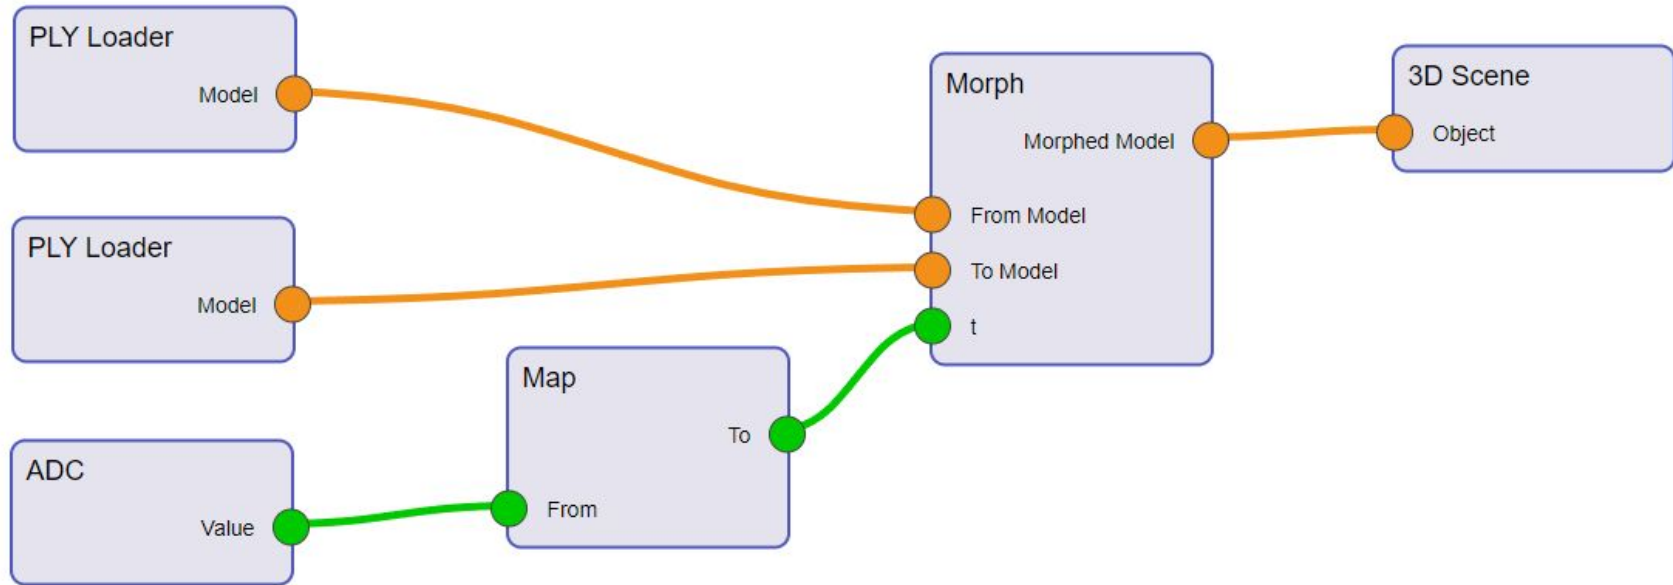 PLY Loader
Model
PLY Loader
Model
ADC
Value
Map
To
From
Morph
Morphed Model
From Model
To Model
t
3D Scene
Object